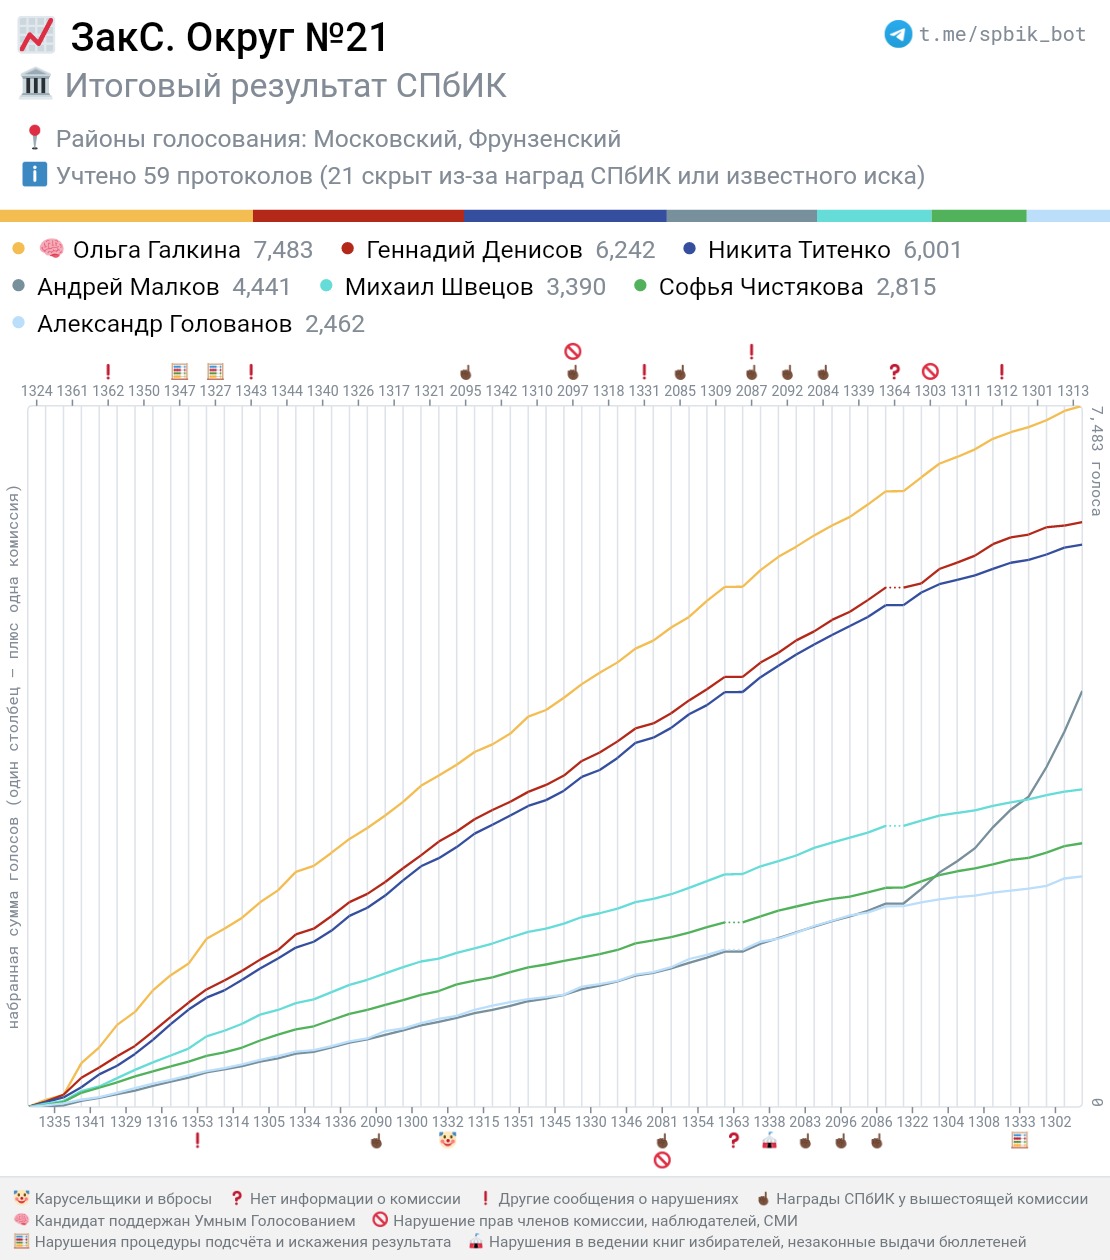 ЗакС. Округ №21
t.me/spbik_bot
Итоговый результат СПбИК
Районы голосования: Московский, Фрунзенский
Учтено 59 протоколов (21 скрыт из-за наград СПбИК или известного иска)
Ольга Галкина 7,483 Геннадий Денисов 6,242 Никита Титенко 6,001
Андрей Малков 4,441 Михаил Швецов 3,390 Софья Чистякова 2,815
Александр Голованов 2,462
1324 1361 1362 1350 1347 1327 1343 1344 1340 1326 1317 1321 2095 1342 1310 2097 1318 1331 2085 1309 2087 2092 2084 1339 1364 1303 1311 1312 1301 1313
7,483 голоса
набранная сумма голосов (один столбец – плюс одна комиссия)
0
1335 1341 1329 1316 1353 1314 1305 1334 1336 2090 1300 1332 1315 1351 1345 1330 1346 2081 1354 1363 1338 2083 2096 2086 1322 1304 1308 1333 1302
Карусельщики и вбросы Нет информации о комиссии Другие сообщения о нарушениях Награды СПбИК у вышестоящей комиссии
Кандидат поддержан Умным Голосованием Нарушение прав членов комиссии, наблюдателей, СМИ
Нарушения процедуры подсчёта и искажения результата Нарушения в ведении книг избирателей, незаконные выдачи бюллетеней